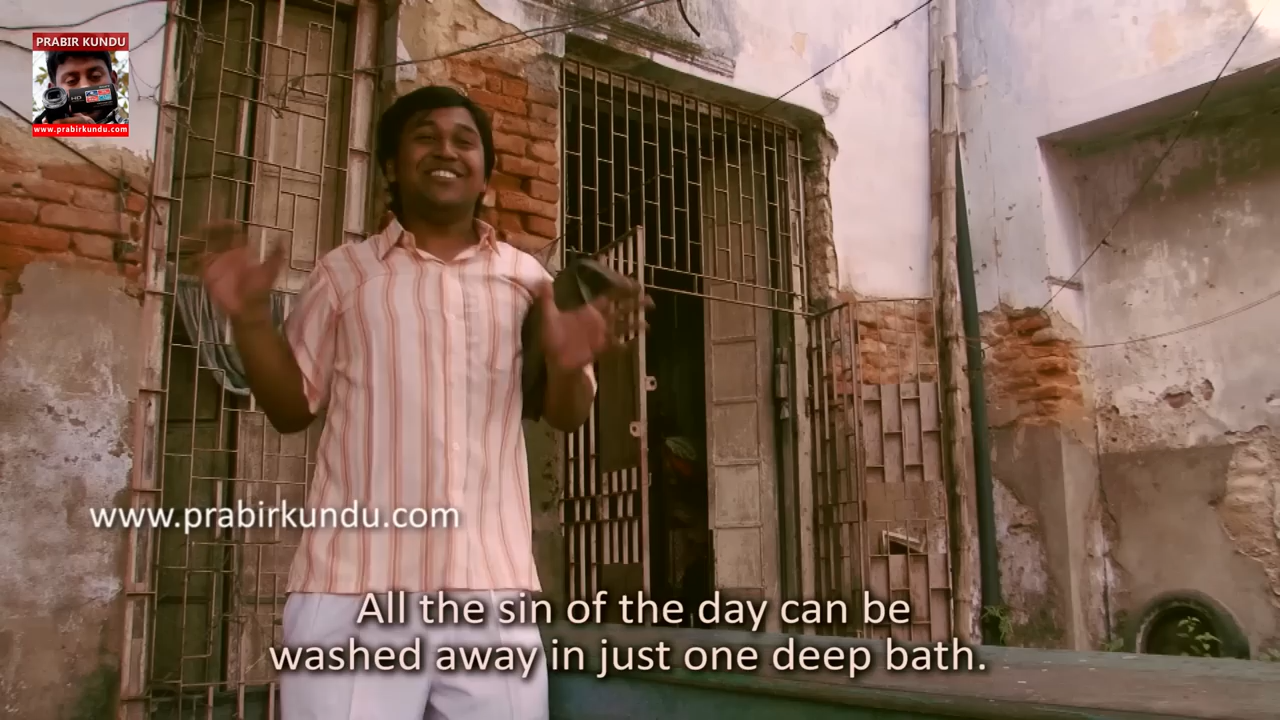 PRABIR KUNDU
HD
www.prabirkundu.com
www.prabirkundu.com
All the sin of the day can be
washed away in just one deep bath.